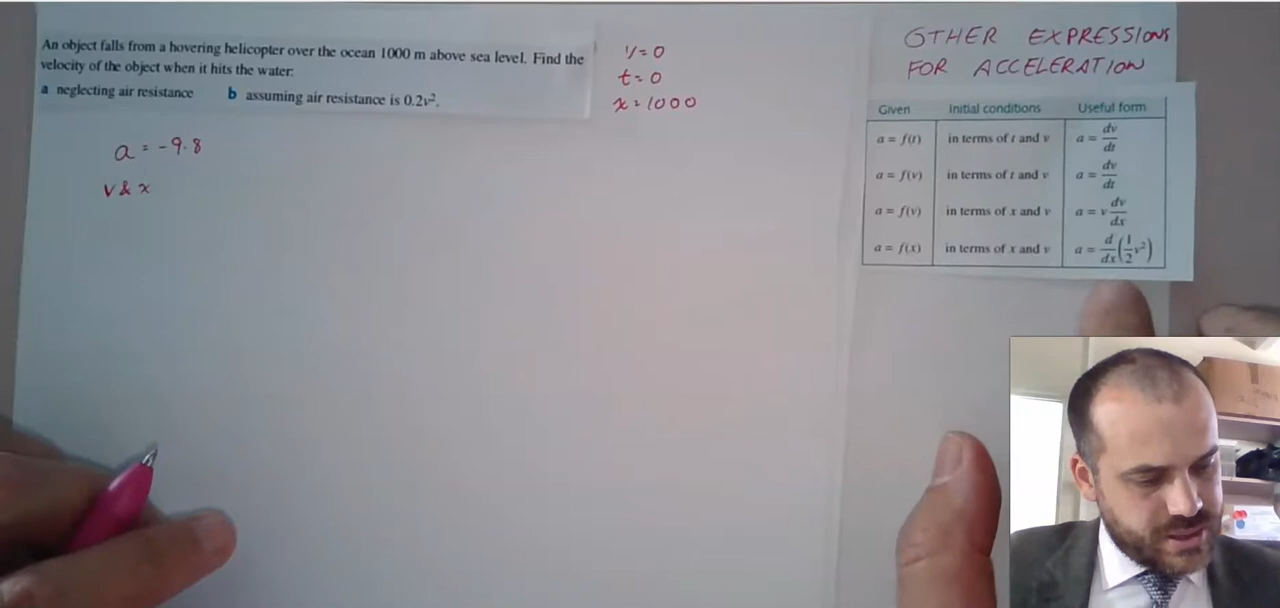 An object falls from a hovering helicopter over the ocean 1000 m above sea level. Find the
velocity of the object when it hits the water:
a neglecting air resistance b assuming air resistance is 0.2v².
v = 0
t = 0
x = 1000
a = -9.8
v & x
OTHER EXPRESSIONS
FOR ACCELERATION
Given Initial conditions Useful form
a = f(t) in terms of t and v a = dv/dt
a = f(v) in terms of t and v a = dv/dt
a = f(v) in terms of x and v a = v dv/dx
a = f(x) in terms of x and v a = d/dx(1/2 v²)